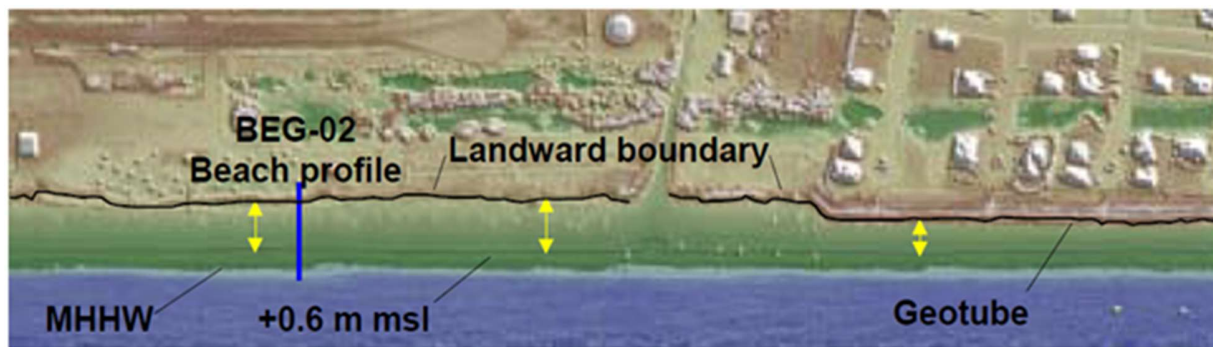 BEG-02
Beach profile
Landward boundary
MHHW
+0.6 m msl
Geotube